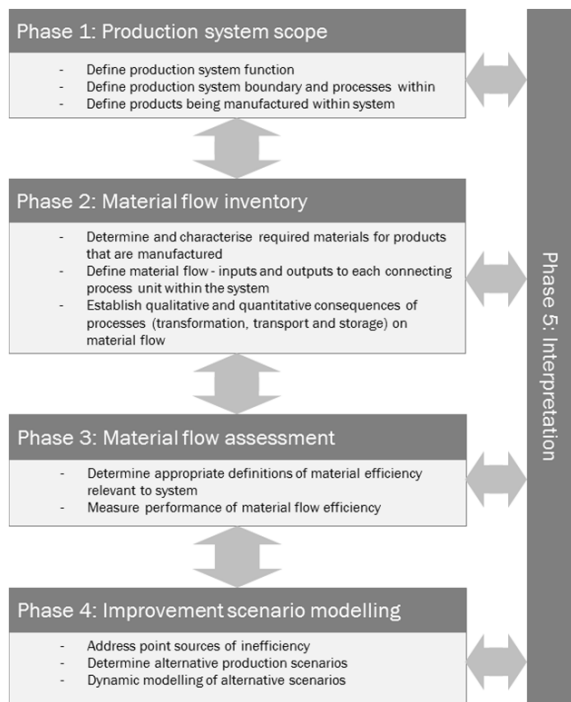 Phase 1: Production system scope
- Define production system function
- Define production system boundary and processes within
- Define products being manufactured within system
Phase 2: Material flow inventory
- Determine and characterise required materials for products
that are manufactured
- Define material flow - inputs and outputs to each connecting
process unit within the system
- Establish qualitative and quantitative consequences of
processes (transformation, transport and storage) on
material flow
Phase 3: Material flow assessment
- Determine appropriate definitions of material efficiency
relevant to system
- Measure performance of material flow efficiency
Phase 4: Improvement scenario modelling
- Address point sources of inefficiency
- Determine alternative production scenarios
- Dynamic modelling of alternative scenarios
Phase 5: Interpretation